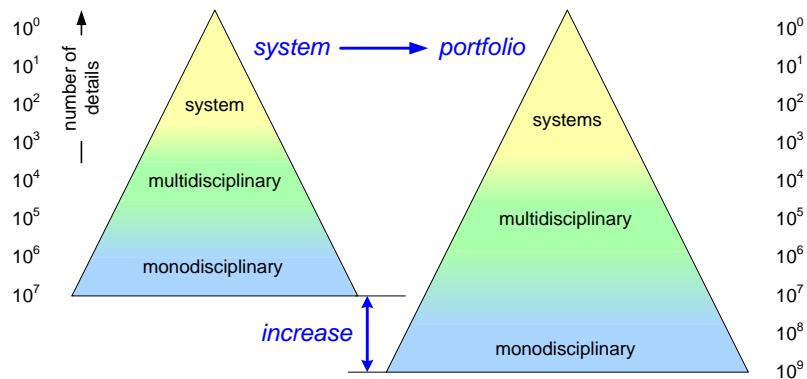 10⁰
10¹
10²
10³
10⁴
10⁵
10⁶
10⁷
number of
details
system
multidisciplinary
monodisciplinary
system
portfolio
increase
systems
multidisciplinary
monodisciplinary
10⁰
10¹
10²
10³
10⁴
10⁵
10⁶
10⁷
10⁸
10⁹